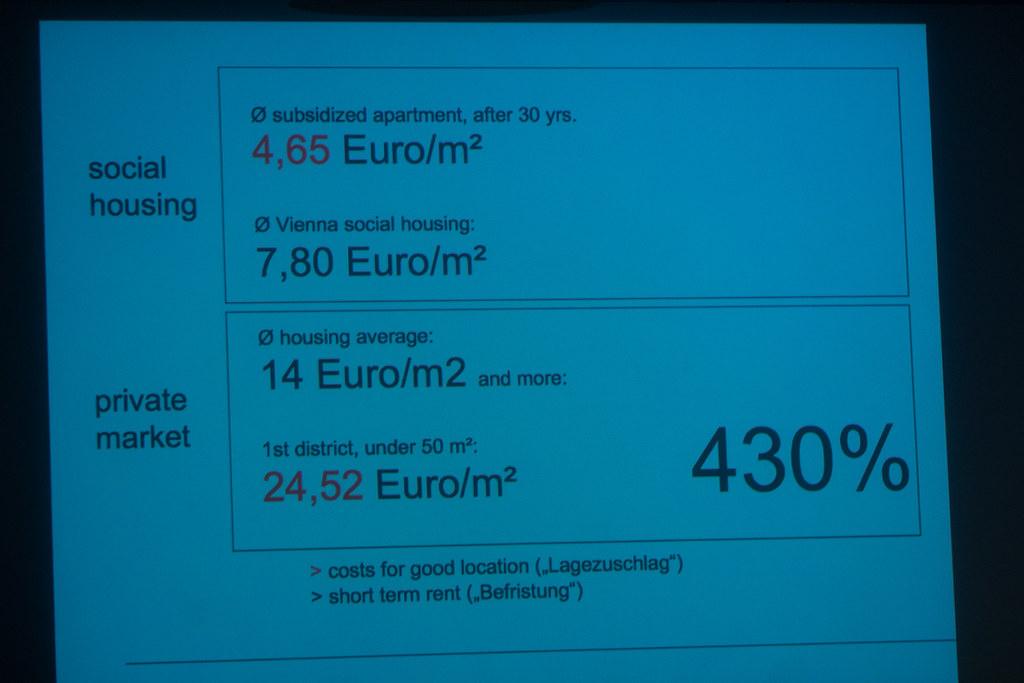 social
housing
Ø subsidized apartment, after 30 yrs.
4,65 Euro/m²
Ø Vienna social housing:
7,80 Euro/m²
private
market
Ø housing average:
14 Euro/m2 and more:
1st district, under 50 m²:
24,52 Euro/m²
430%
> costs for good location („Lagezuschlag“)
> short term rent („Befristung“)